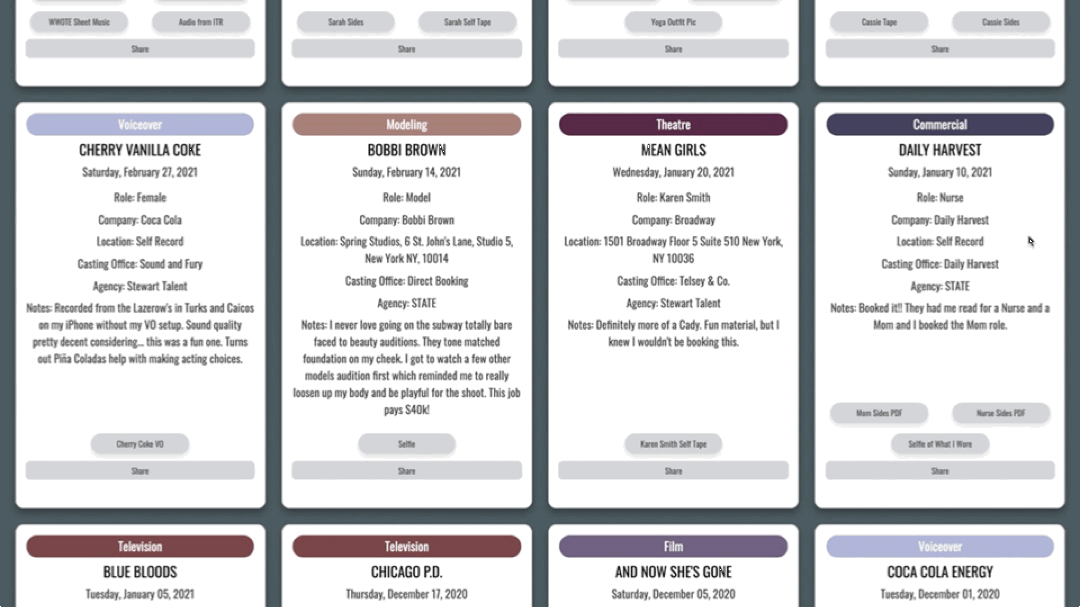 WWOTE Sheet Music
Audio from ITR
Share
Sarah Sides
Sarah Self Tape
Share
Yoga Outfit Pic
Share
Cassie Tape
Cassie Sides
Share
Voiceover
CHERRY VANILLA COKE
Saturday, February 27, 2021
Role: Female
Company: Coca Cola
Location: Self Record
Casting Office: Sound and Fury
Agency: Stewart Talent
Notes: Recorded from the Lazerow's in Turks and Caicos
on my iPhone without my VO setup. Sound quality
pretty decent considering... this was a fun one. Turns
out Piña Coladas help with making acting choices.
Cherry Coke VO
Share
Modeling
BOBBI BROWN
Sunday, February 14, 2021
Role: Model
Company: Bobbi Brown
Location: Spring Studios, 6 St. John's Lane, Studio 5,
New York NY, 10014
Casting Office: Direct Booking
Agency: STATE
Notes: I never love going on the subway totally bare
faced to beauty auditions. They tone matched
foundation on my cheek. I got to watch a few other
models audition first which reminded me to really
loosen up my body and be playful for the shoot. This job
pays $40k!
Selfie
Share
Theatre
MEAN GIRLS
Wednesday, January 20, 2021
Role: Karen Smith
Company: Broadway
Location: 1501 Broadway Floor 5 Suite 510 New York,
NY 10036
Casting Office: Telsey & Co.
Agency: Stewart Talent
Notes: Definitely more of a Cady. Fun material, but I
knew I wouldn't be booking this.
Karen Smith Self Tape
Share
Commercial
DAILY HARVEST
Sunday, January 10, 2021
Role: Nurse
Company: Daily Harvest
Location: Self Record
Casting Office: Daily Harvest
Agency: STATE
Notes: Booked it!! They had me read for a Nurse and a
Mom and I booked the Mom role.
Mom Sides PDF
Nurse Sides PDF
Selfie of What I Wore
Share
Television
BLUE BLOODS
Tuesday, January 05, 2021
Television
CHICAGO P.D.
Thursday, December 17, 2020
Film
AND NOW SHE'S GONE
Saturday, December 05, 2020
Voiceover
COCA COLA ENERGY
Tuesday, December 01, 2020